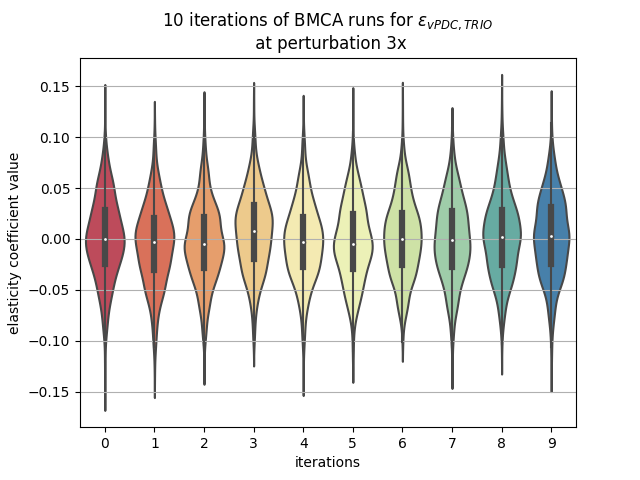 10 iterations of BMCA runs for ε_{vPDC, TRIO}
at perturbation 3x
elasticity coefficient value
0.15
0.10
0.05
0.00
−0.05
−0.10
−0.15
0 1 2 3 4 5 6 7 8 9
iterations